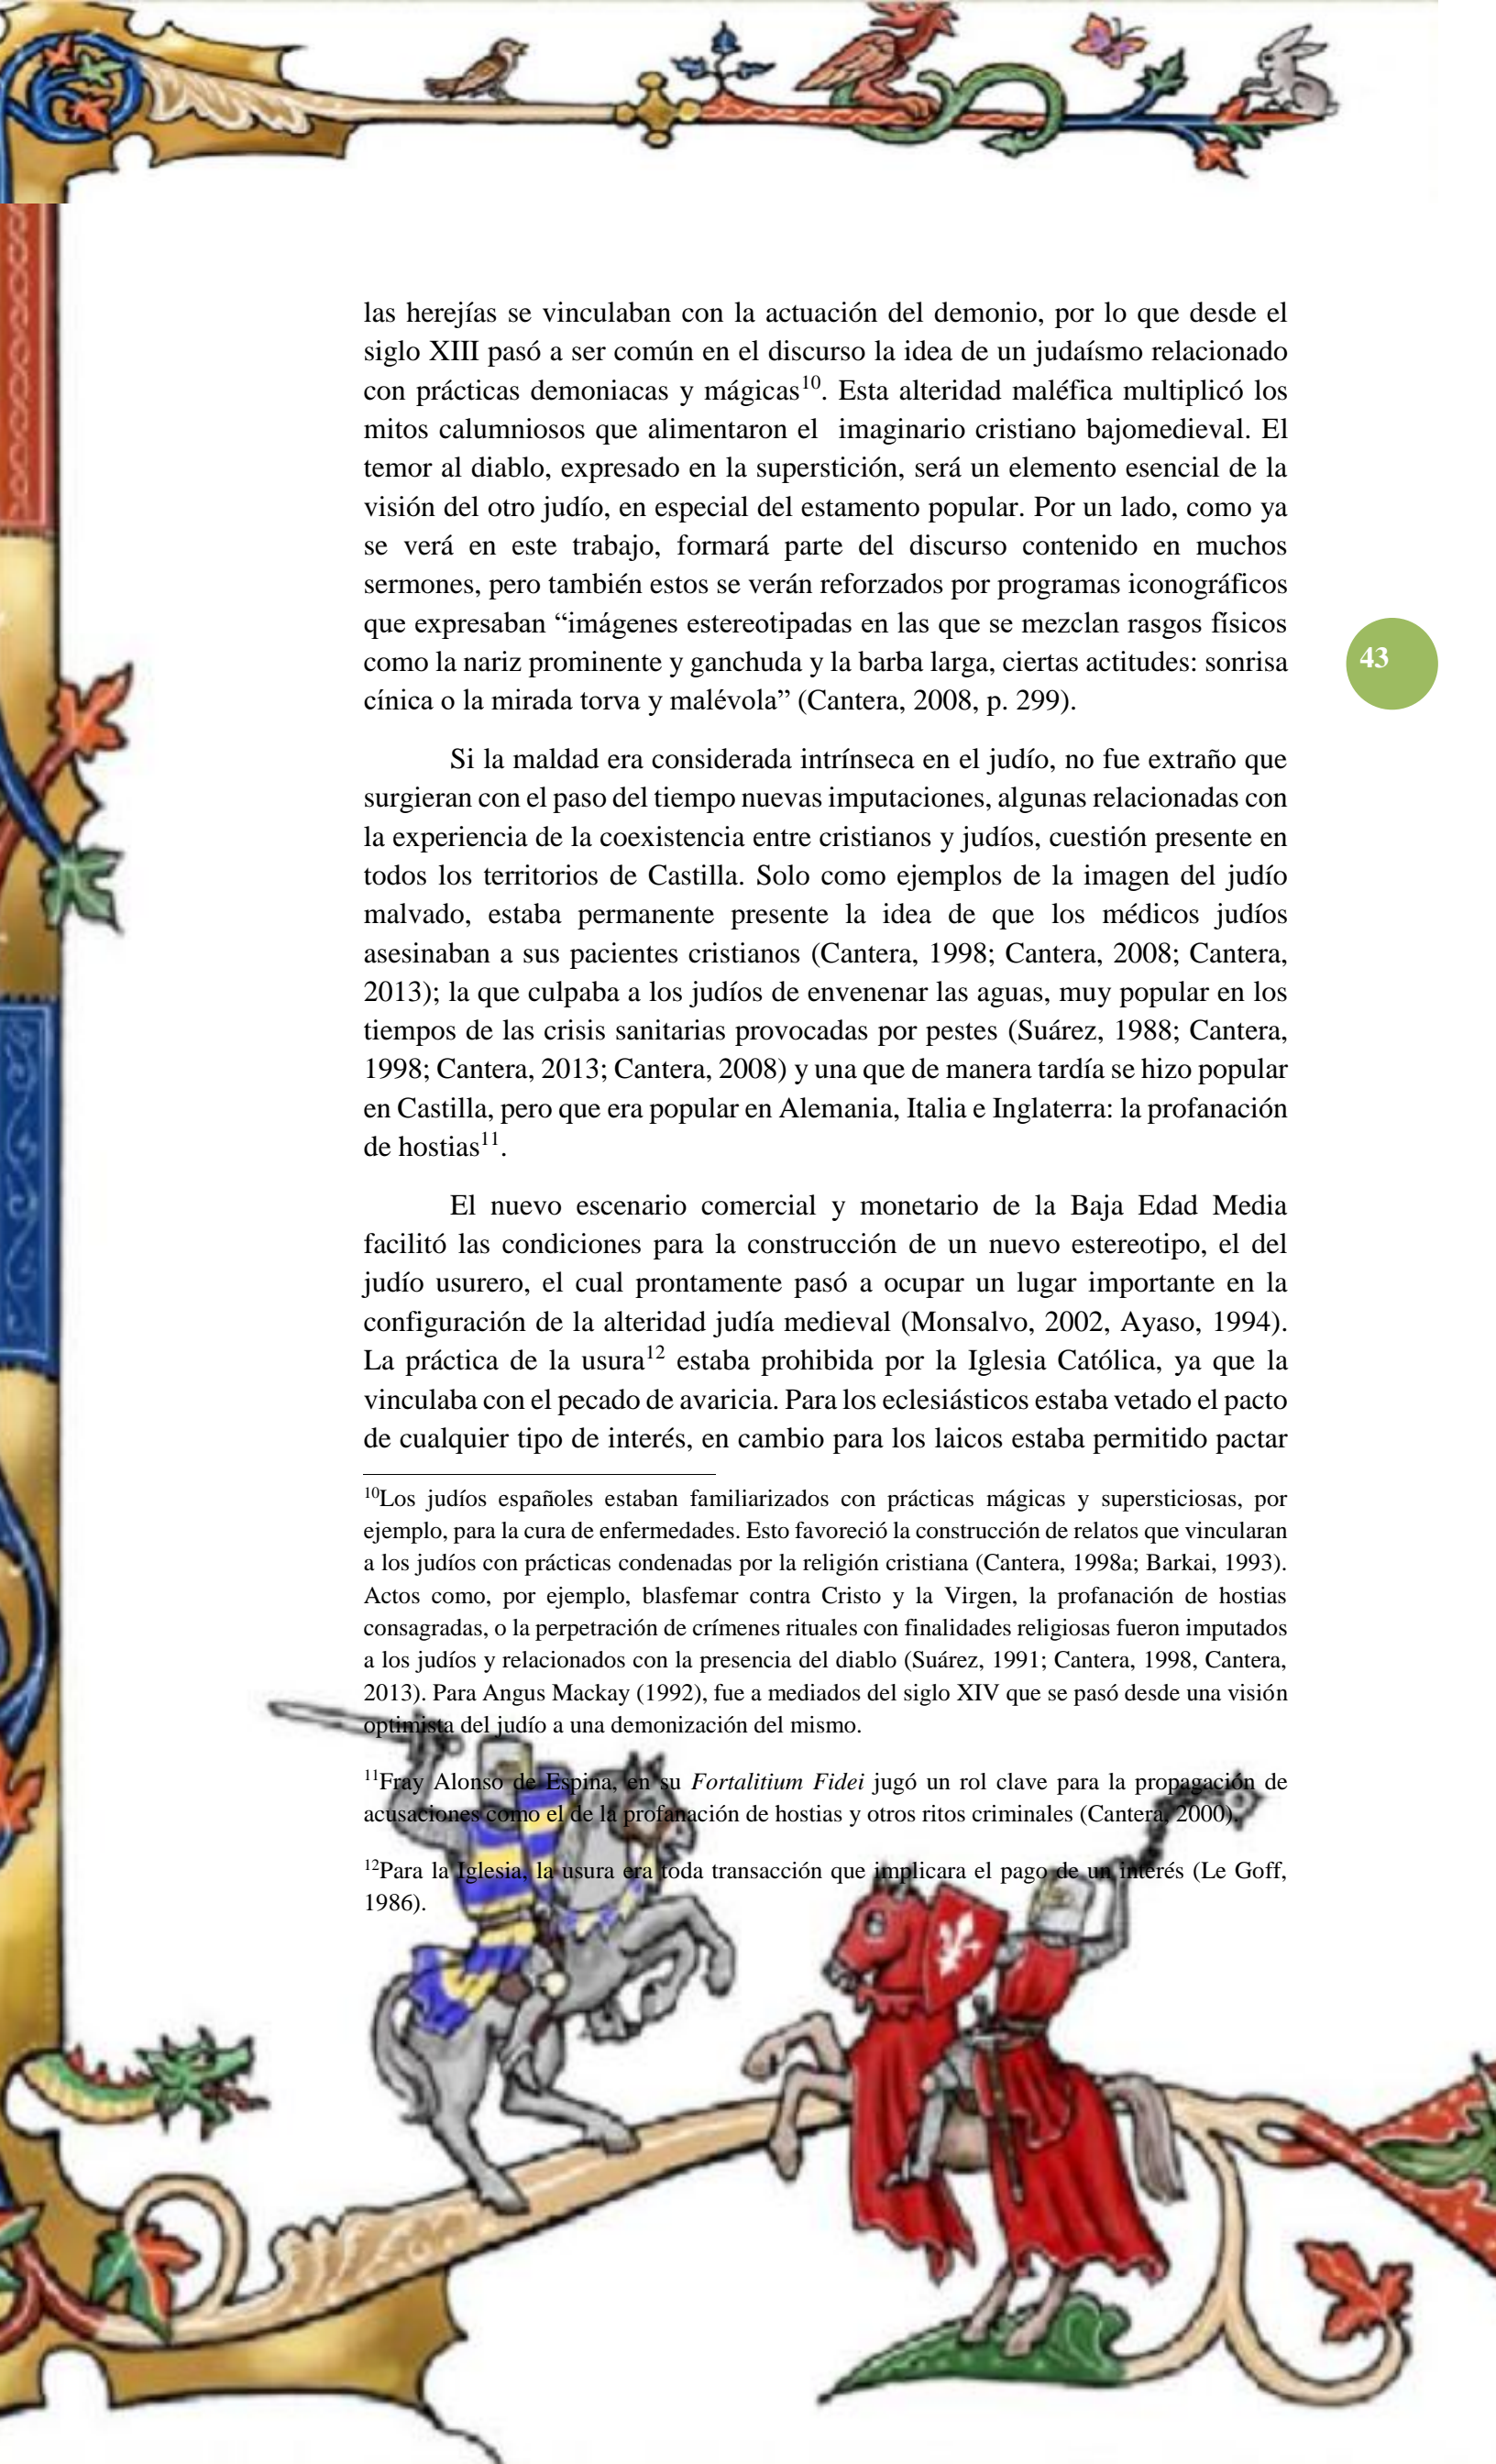 las herejías se vinculaban con la actuación del demonio, por lo que desde el
siglo XIII pasó a ser común en el discurso la idea de un judaísmo relacionado
con prácticas demoniacas y mágicas10. Esta alteridad maléfica multiplicó los
mitos calumniosos que alimentaron el  imaginario cristiano bajomedieval. El
temor al diablo, expresado en la superstición, será un elemento esencial de la
visión del otro judío, en especial del estamento popular. Por un lado, como ya
se verá en este trabajo, formará parte del discurso contenido en muchos
sermones, pero también estos se verán reforzados por programas iconográficos
que expresaban “imágenes estereotipadas en las que se mezclan rasgos físicos
como la nariz prominente y ganchuda y la barba larga, ciertas actitudes: sonrisa
cínica o la mirada torva y malévola” (Cantera, 2008, p. 299).
43
Si la maldad era considerada intrínseca en el judío, no fue extraño que
surgieran con el paso del tiempo nuevas imputaciones, algunas relacionadas con
la experiencia de la coexistencia entre cristianos y judíos, cuestión presente en
todos los territorios de Castilla. Solo como ejemplos de la imagen del judío
malvado, estaba permanente presente la idea de que los médicos judíos
asesinaban a sus pacientes cristianos (Cantera, 1998; Cantera, 2008; Cantera,
2013); la que culpaba a los judíos de envenenar las aguas, muy popular en los
tiempos de las crisis sanitarias provocadas por pestes (Suárez, 1988; Cantera,
1998; Cantera, 2013; Cantera, 2008) y una que de manera tardía se hizo popular
en Castilla, pero que era popular en Alemania, Italia e Inglaterra: la profanación
de hostias11.
El nuevo escenario comercial y monetario de la Baja Edad Media
facilitó las condiciones para la construcción de un nuevo estereotipo, el del
judío usurero, el cual prontamente pasó a ocupar un lugar importante en la
configuración de la alteridad judía medieval (Monsalvo, 2002, Ayaso, 1994).
La práctica de la usura12 estaba prohibida por la Iglesia Católica, ya que la
vinculaba con el pecado de avaricia. Para los eclesiásticos estaba vetado el pacto
de cualquier tipo de interés, en cambio para los laicos estaba permitido pactar
10Los judíos españoles estaban familiarizados con prácticas mágicas y supersticiosas, por
ejemplo, para la cura de enfermedades. Esto favoreció la construcción de relatos que vincularan
a los judíos con prácticas condenadas por la religión cristiana (Cantera, 1998a; Barkai, 1993).
Actos como, por ejemplo, blasfemar contra Cristo y la Virgen, la profanación de hostias
consagradas, o la perpetración de crímenes rituales con finalidades religiosas fueron imputados
a los judíos y relacionados con la presencia del diablo (Suárez, 1991; Cantera, 1998, Cantera,
2013). Para Angus Mackay (1992), fue a mediados del siglo XIV que se pasó desde una visión
optimista del judío a una demonización del mismo.
11Fray Alonso de Espina, en su Fortalitium Fidei jugó un rol clave para la propagación de
acusaciones como el de la profanación de hostias y otros ritos criminales (Cantera, 2000).
12Para la Iglesia, la usura era toda transacción que implicara el pago de un interés (Le Goff,
1986).